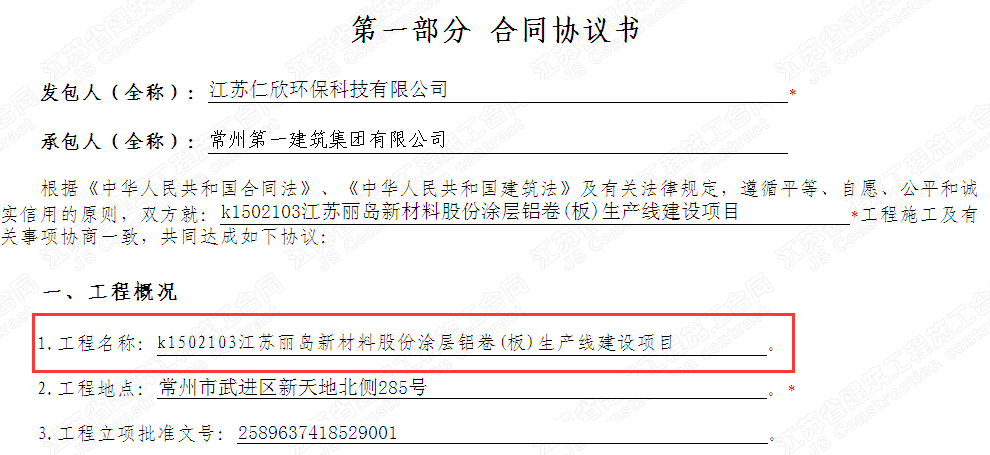 第一部分 合同协议书
发包人（全称）：江苏仁欣环保科技有限公司*
承包人（全称）：常州第一建筑集团有限公司
根据《中华人民共和国合同法》、《中华人民共和国建筑法》及有关法律规定，遵循平等、自愿、公平和诚
实信用的原则，双方就：k1502103江苏丽岛新材料股份涂层铝卷(板)生产线建设项目*工程施工及有
关事项协商一致，共同达成如下协议：
一、工程概况
1.工程名称：k1502103江苏丽岛新材料股份涂层铝卷(板)生产线建设项目。
2.工程地点：常州市武进区新天地北侧285号。*
3.工程立项批准文号：2589637418529001。